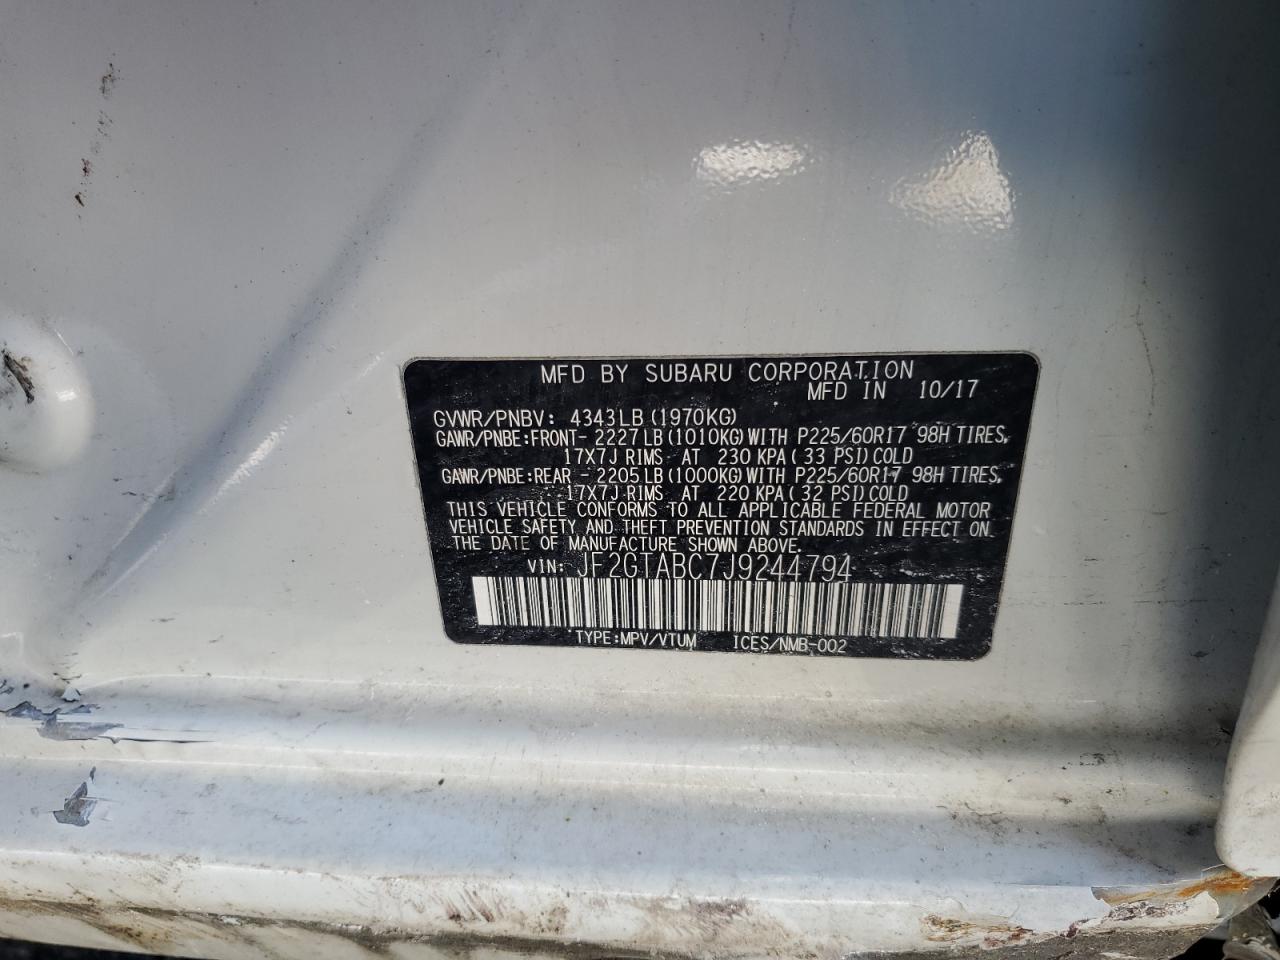 MFD BY SUBARU CORPORATION
MFD IN 10/17
GVWR/PNBV: 4343LB (1970KG)
GAWR/PNBE:FRONT- 2227LB (1010KG) WITH P225/60R17 98H TIRES,
17X7J RIMS AT 230 KPA (33 PSI) COLD
GAWR/PNBE:REAR - 2205LB (1000KG) WITH P225/60R17 98H TIRES,
17X7J RIMS AT 220 KPA (32 PSI) COLD
THIS VEHICLE CONFORMS TO ALL APPLICABLE FEDERAL MOTOR
VEHICLE SAFETY AND THEFT PREVENTION STANDARDS IN EFFECT ON
THE DATE OF MANUFACTURE SHOWN ABOVE.
VIN: JF2GTABC7J9244794
TYPE:MPV/VTUM ICES/NMB-002